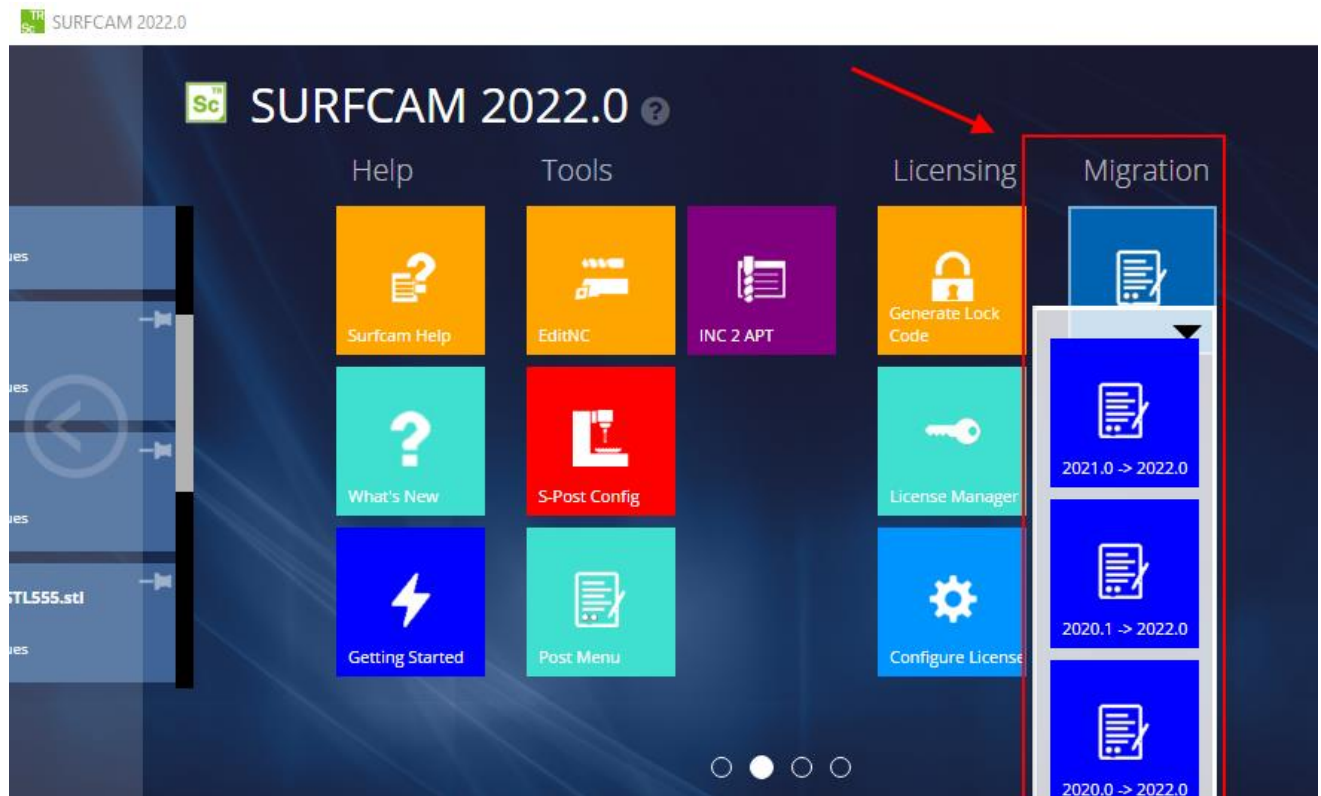 SURFCAM 2022.0
SURFCAM 2022.0
Help
Tools
Licensing
Migration
Surfcam Help
EditNC
INC 2 APT
Generate Lock
Code
What's New
S-Post Config
License Manager
2021.0 -> 2022.0
Getting Started
Post Menu
Configure License
2020.1 -> 2022.0
2020.0 -> 2022.0
STL555.stl